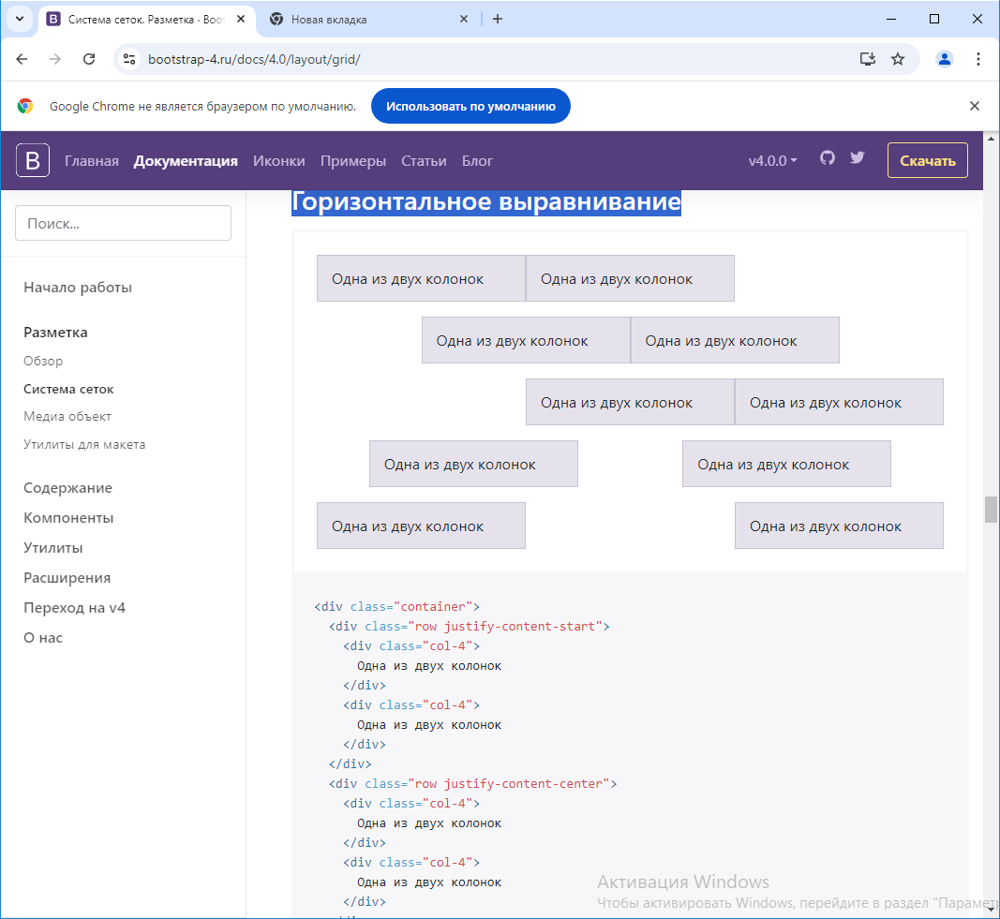 Система сеток. Разметка · Boot
Новая вкладка
bootstrap-4.ru/docs/4.0/layout/grid/
Google Chrome не является браузером по умолчанию.
Использовать по умолчанию
B
Главная
Документация
Иконки
Примеры
Статьи
Блог
v4.0.0
Скачать
Поиск...
Начало работы
Разметка
Обзор
Система сеток
Медиа объект
Утилиты для макета
Содержание
Компоненты
Утилиты
Расширения
Переход на v4
О нас
Горизонтальное выравнивание
Одна из двух колонок
Одна из двух колонок
Одна из двух колонок
Одна из двух колонок
Одна из двух колонок
Одна из двух колонок
Одна из двух колонок
Одна из двух колонок
Одна из двух колонок
Одна из двух колонок
<div class="container">
<div class="row justify-content-start">
<div class="col-4">
Одна из двух колонок
</div>
<div class="col-4">
Одна из двух колонок
</div>
</div>
<div class="row justify-content-center">
<div class="col-4">
Одна из двух колонок
</div>
<div class="col-4">
Одна из двух колонок
</div>
Активация Windows
Чтобы активировать Windows, перейдите в раздел "Парамет